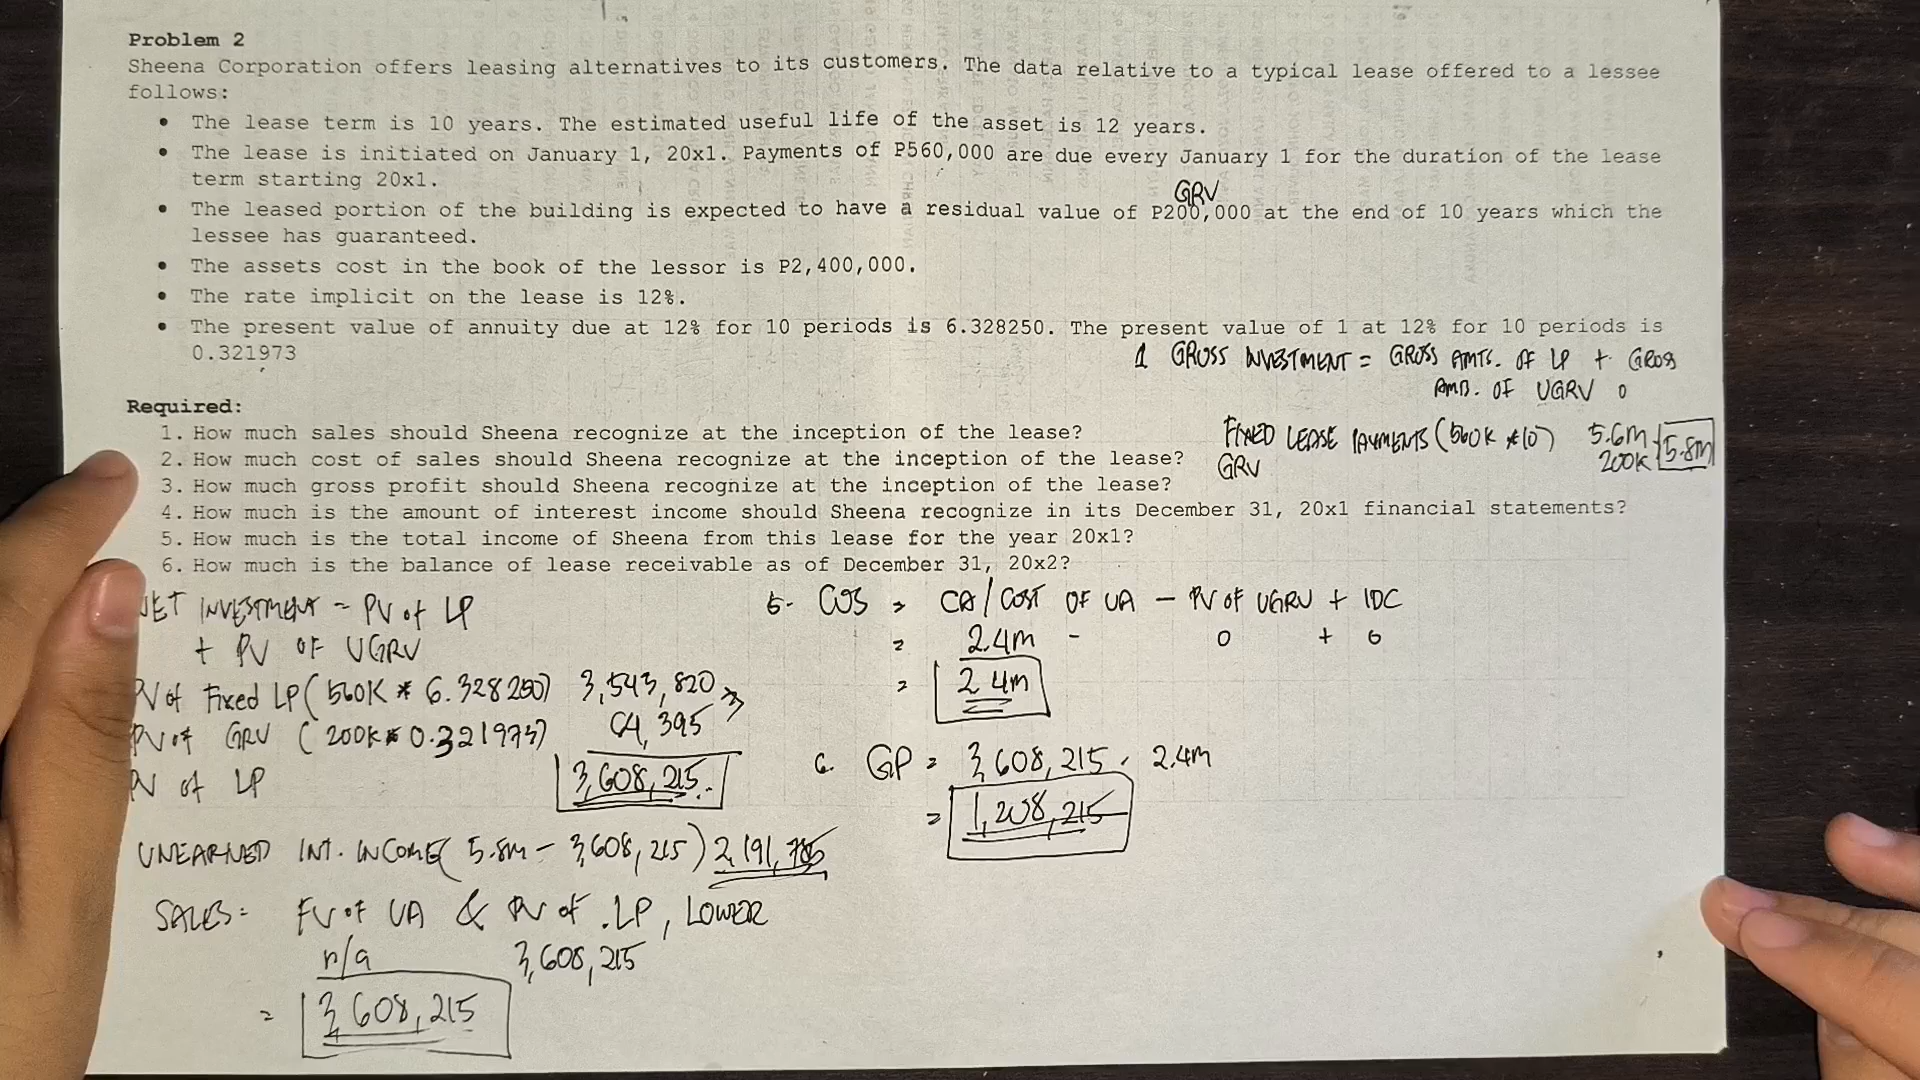 Problem 2
Sheena Corporation offers leasing alternatives to its customers. The data relative to a typical lease offered to a lessee
follows:
• The lease term is 10 years. The estimated useful life of the asset is 12 years.
• The lease is initiated on January 1, 20x1. Payments of P560,000 are due every January 1 for the duration of the lease
term starting 20x1.
GRV
• The leased portion of the building is expected to have a residual value of P200,000 at the end of 10 years which the
lessee has guaranteed.
• The assets cost in the book of the lessor is P2,400,000.
• The rate implicit on the lease is 12%.
• The present value of annuity due at 12% for 10 periods is 6.328250. The present value of 1 at 12% for 10 periods is
0.321973
1 GROSS INVESTMENT = GROSS AMTS. OF LP + GROSS
AMB. OF UGRV 0
Required:
1. How much sales should Sheena recognize at the inception of the lease?
2. How much cost of sales should Sheena recognize at the inception of the lease?
3. How much gross profit should Sheena recognize at the inception of the lease?
4. How much is the amount of interest income should Sheena recognize in its December 31, 20x1 financial statements?
5. How much is the total income of Sheena from this lease for the year 20x1?
6. How much is the balance of lease receivable as of December 31, 20x2?
FIXED LEASE PAYMENTS (560K * 10) 5.6m
GRV 200K 5.8m
NET INVESTMENT = PV of LP
+ PV OF UGRV
PV of Fixed LP (560K * 6.328250) 3,543,820
PV of GRV (200K * 0.321973) 64,395
PV of LP 3,608,215
UNEARNED INT. INCOME (5.8m - 3,608,215) 2,191,785
SALES = FV of UA & PV of LP, LOWER
n/a 3,608,215
= 3,608,215
5. COS = CA/COST OF UA - PV OF UGRV + IDC
= 2.4m - 0 + 0
= 2.4m
6. GP = 3,608,215 - 2.4m
= 1,208,215